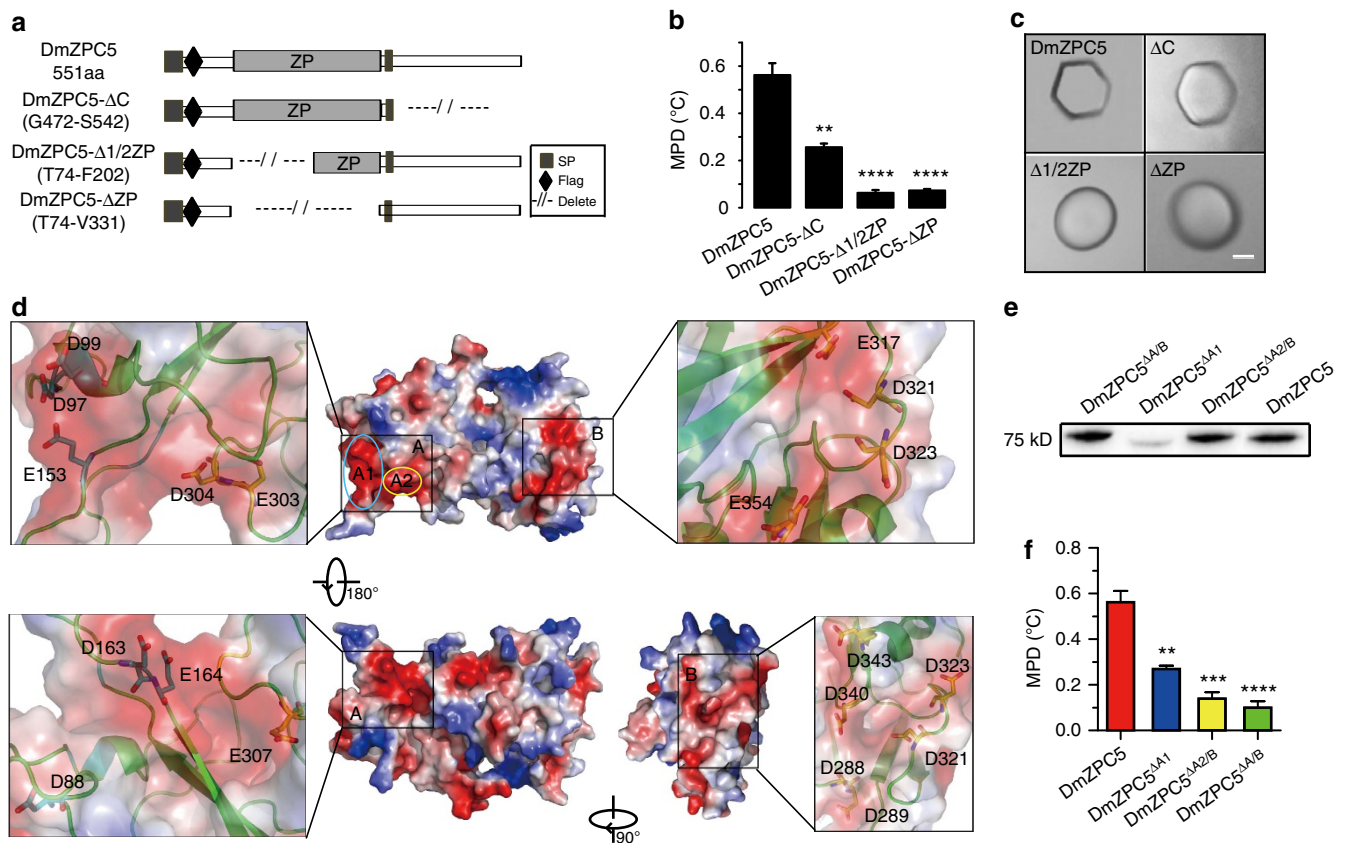 a
DmZPC5
551aa
ZP
DmZPC5-ΔC
(G472-S542)
ZP
DmZPC5-Δ1/2ZP
(T74-F202)
ZP
DmZPC5-ΔZP
(T74-V331)
SP
Flag
-//- Delete
b
MPD (°C)
0.6
0.4
0.2
0
**
****
****
DmZPC5
DmZPC5-ΔC
DmZPC5-Δ1/2ZP
DmZPC5-ΔZP
c
DmZPC5
ΔC
Δ1/2ZP
ΔZP
d
D99
D97
E153
D304
E303
A
A1
A2
B
E317
D321
D323
E354
180°
D163
E164
E307
D88
A
B
90°
D343
D323
D340
D321
D288
D289
e
DmZPC5ΔA/B
DmZPC5ΔA1
DmZPC5ΔA2/B
DmZPC5
75 kD
f
MPD (°C)
0.8
0.6
0.4
0.2
0.0
**
***
****
DmZPC5
DmZPC5ΔA1
DmZPC5ΔA2/B
DmZPC5ΔA/B